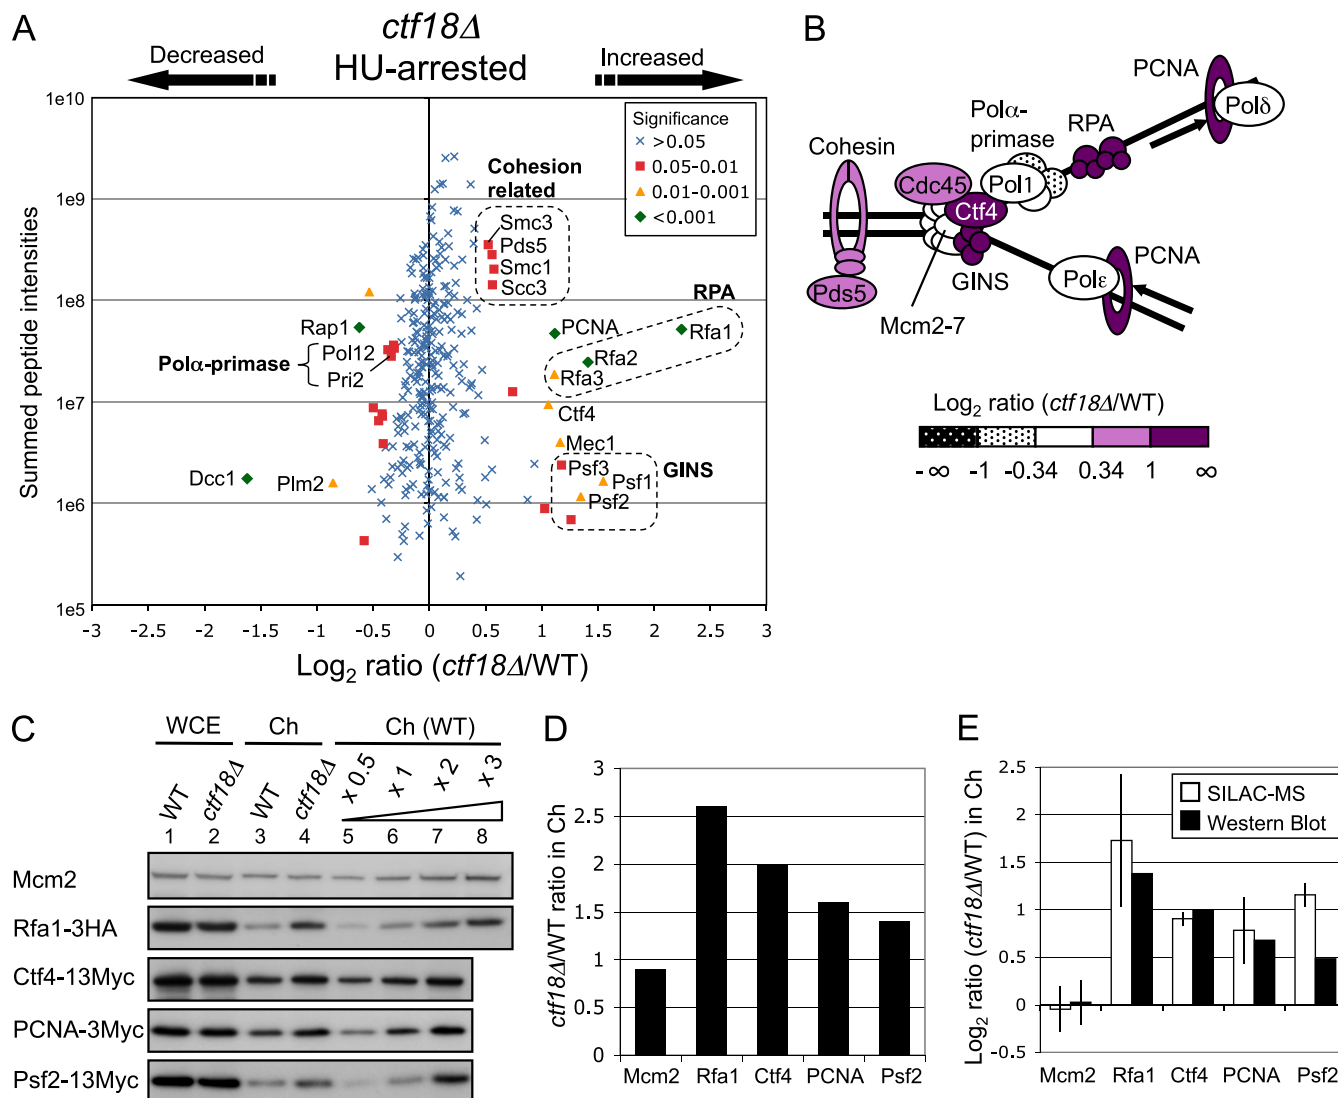 A
ctf18Δ
HU-arrested
Decreased
Increased
1e10
1e9
1e8
1e7
1e6
1e5
Summed peptide intensities
Significance
>0.05
0.05-0.01
0.01-0.001
<0.001
Cohesion
related
Smc3
Pds5
Smc1
Scc3
RPA
Rap1
PCNA
Rfa1
Polα-primase
Pol12
Pri2
Rfa2
Rfa3
Ctf4
Mec1
GINS
Psf3
Psf1
Psf2
Dcc1
Plm2
-3 -2.5 -2 -1.5 -1 -0.5 0 0.5 1 1.5 2 2.5 3
Log2 ratio (ctf18Δ/WT)
B
PCNA
Polδ
Polα-
primase
RPA
Cohesin
Cdc45
Pol1
Ctf4
PCNA
Polε
GINS
Pds5
Mcm2-7
Log2 ratio (ctf18Δ/WT)
-∞ -1 -0.34 0.34 1 ∞
C
WCE Ch Ch (WT)
WT ctf18Δ WT ctf18Δ x 0.5 x 1 x 2 x 3
1 2 3 4 5 6 7 8
Mcm2
Rfa1-3HA
Ctf4-13Myc
PCNA-3Myc
Psf2-13Myc
D
ctf18Δ/WT ratio in Ch
3
2.5
2
1.5
1
0.5
0
Mcm2 Rfa1 Ctf4 PCNA Psf2
E
Log2 ratio (ctf18Δ/WT) in Ch
2.5
2
1.5
1
0.5
0
-0.5
SILAC-MS
Western Blot
Mcm2 Rfa1 Ctf4 PCNA Psf2